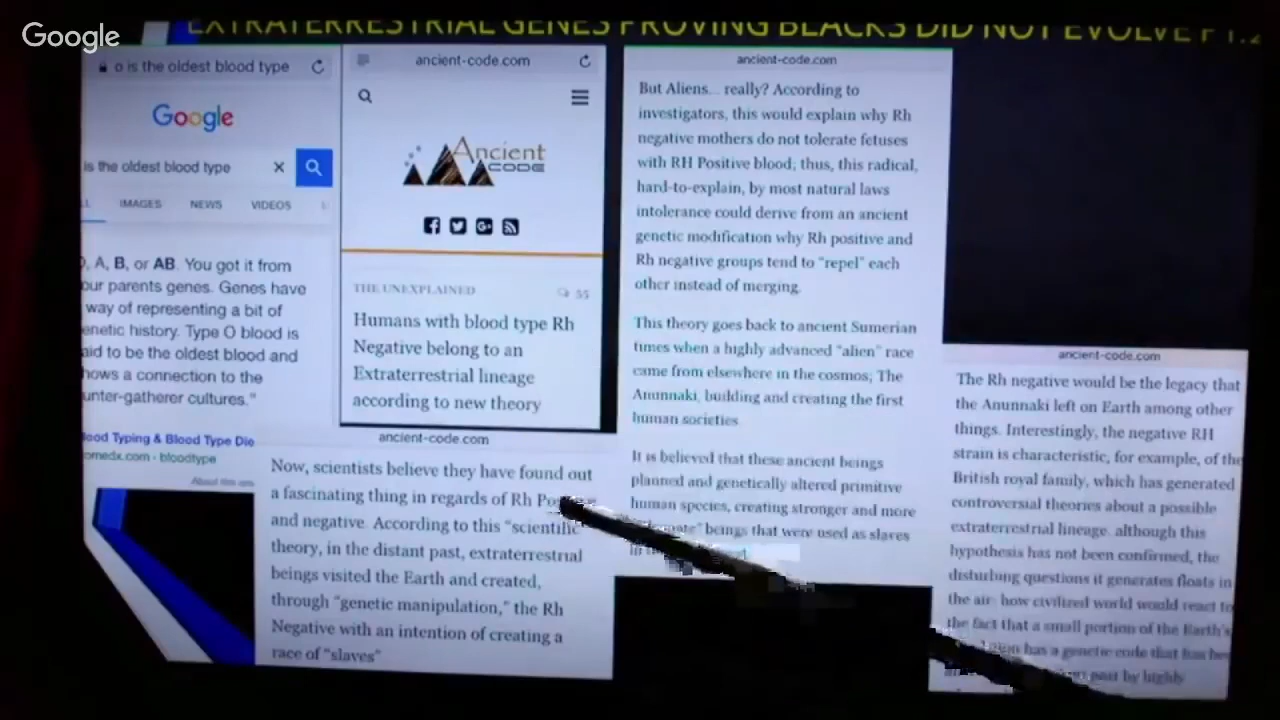 Google
EXTRATERRESTRIAL GENES PROVING BLACKS DID NOT EVOLVE PT.2
o is the oldest blood type
Google
is the oldest blood type
IMAGES NEWS VIDEOS
A, B, or AB. You got it from
parents genes. Genes have
way of representing a bit of
history. Type O blood is
to be the oldest blood and
a connection to the
cultures."
Typing & Blood Type Die
bloodtype
About this
ancient-code.com
Ancient
CODE
THE UNEXPLAINED 55
Humans with blood type Rh
Negative belong to an
Extraterrestrial lineage
according to new theory
ancient-code.com
Now, scientists believe they have found out
a fascinating thing in regards of Rh
and negative. According to this "scientific"
theory, in the distant past, extraterrestrial
beings visited the Earth and created,
through "genetic manipulation," the Rh
Negative with an intention of creating a
race of "slaves"
ancient-code.com
But Aliens... really? According to
investigators, this would explain why Rh
negative mothers do not tolerate fetuses
with RH Positive blood; thus, this radical,
hard-to-explain, by most natural laws
intolerance could derive from an ancient
genetic modification why Rh positive and
Rh negative groups tend to "repel" each
other instead of merging.
This theory goes back to ancient Sumerian
times when a highly advanced "alien" race
came from elsewhere in the cosmos; The
Anunnaki, building and creating the first
human societies
It is believed that these ancient beings
planned and genetically altered primitive
human species, creating stronger and more
beings that were used as slaves
ancient-code.com
The Rh negative would be the legacy that
the Anunnaki left on Earth among other
things. Interestingly, the negative RH
strain is characteristic, for example, of the
British royal family, which has generated
controversial theories about a possible
extraterrestrial lineage. although this
hypothesis has not been confirmed, the
disturbing questions it generates floats in
the air: how civilized world would react to
the fact that a small portion of the Earth's
has a genetic code that has
past by highly